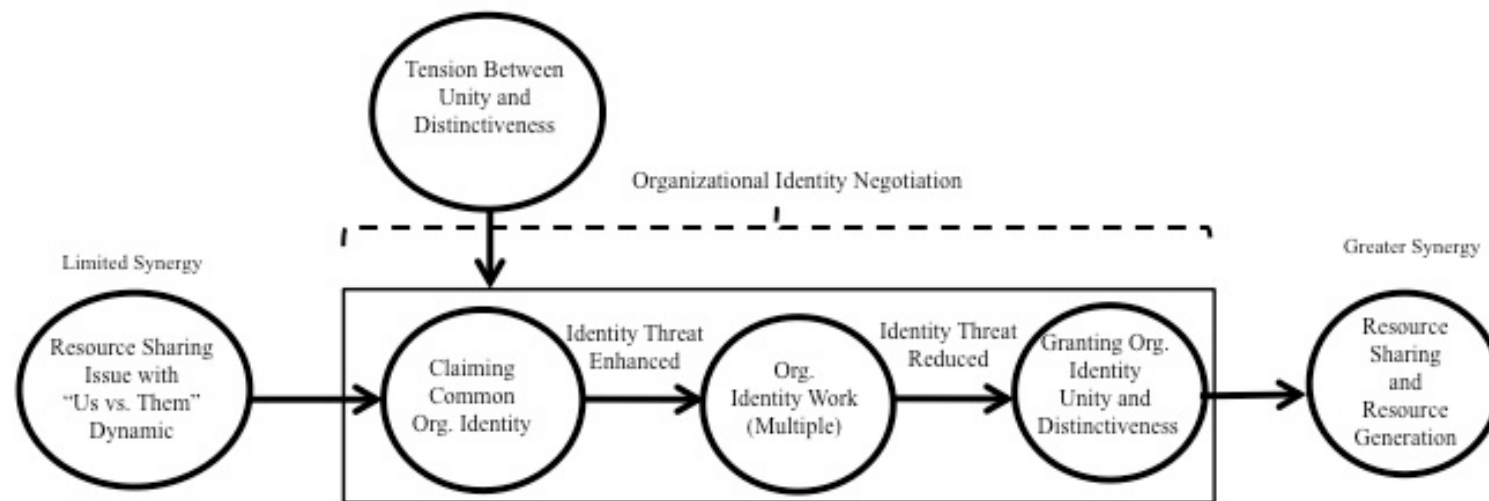 Tension Between
Unity and
Distinctiveness
Organizational Identity Negotiation
Limited Synergy
Resource Sharing
Issue with
“Us vs. Them”
Dynamic
Claiming
Common
Org. Identity
Identity Threat
Enhanced
Org.
Identity Work
(Multiple)
Identity Threat
Reduced
Granting Org.
Identity
Unity and
Distinctiveness
Greater Synergy
Resource
Sharing
and
Resource
Generation